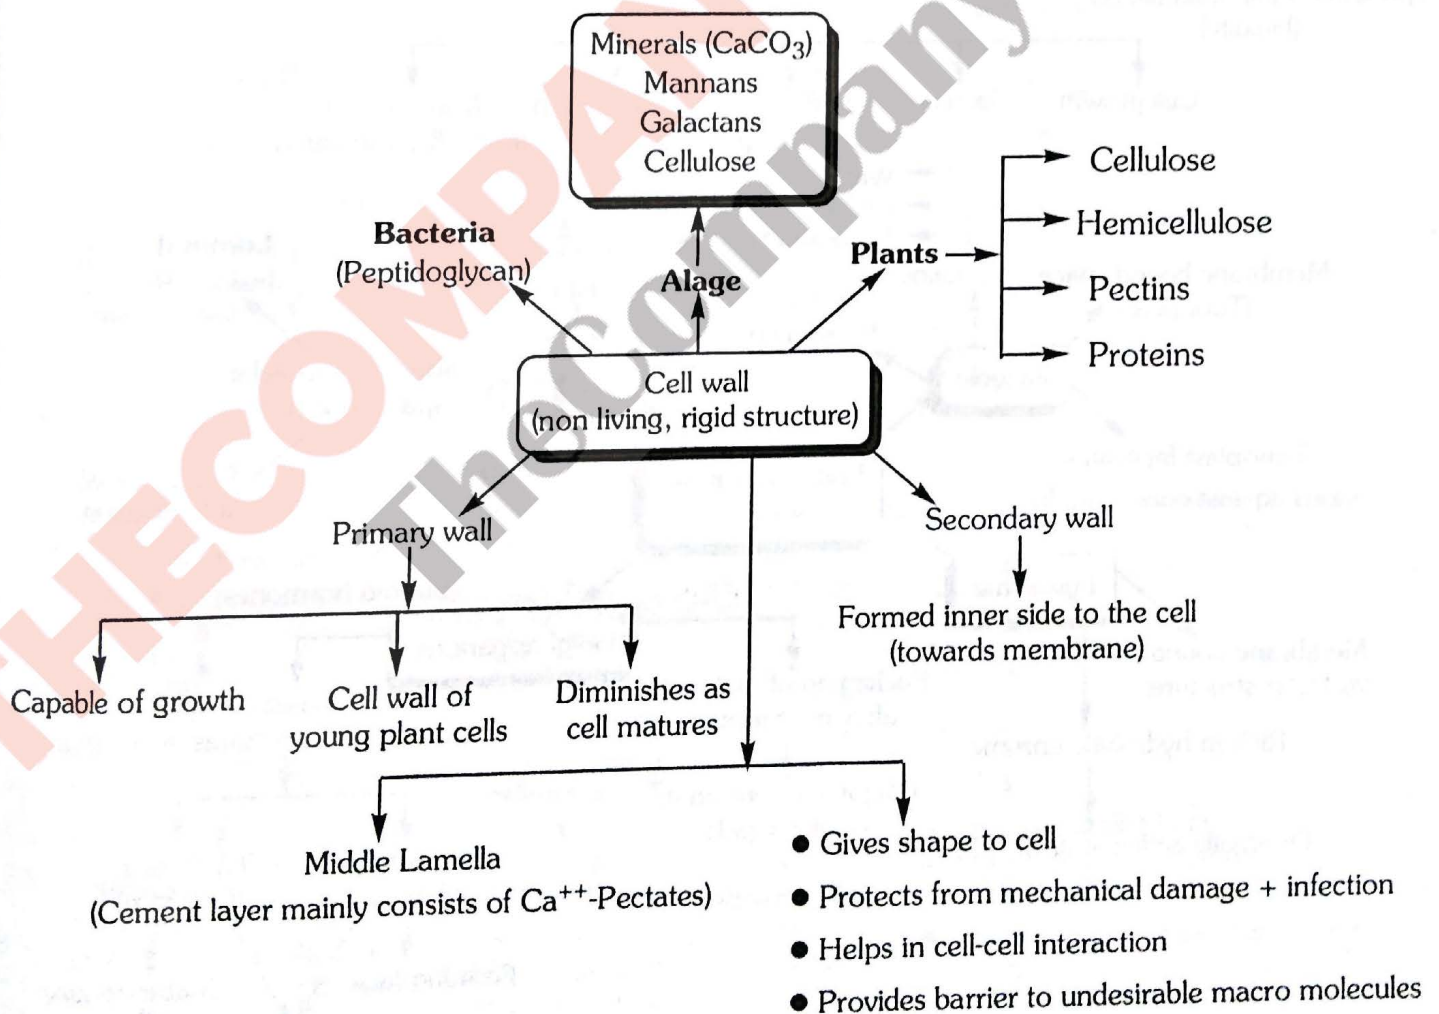 Minerals (CaCO3)
Mannans
Galactans
Cellulose
Bacteria
(Peptidoglycan)
Alage
Plants
Cellulose
Hemicellulose
Pectins
Proteins
Cell wall
(non living, rigid structure)
Primary wall
Secondary wall
Formed inner side to the cell
(towards membrane)
Capable of growth
Cell wall of
young plant cells
Diminishes as
cell matures
Middle Lamella
(Cement layer mainly consists of Ca++-Pectates)
● Gives shape to cell
● Protects from mechanical damage + infection
● Helps in cell-cell interaction
● Provides barrier to undesirable macro molecules
THECOMPAN
TheCompany